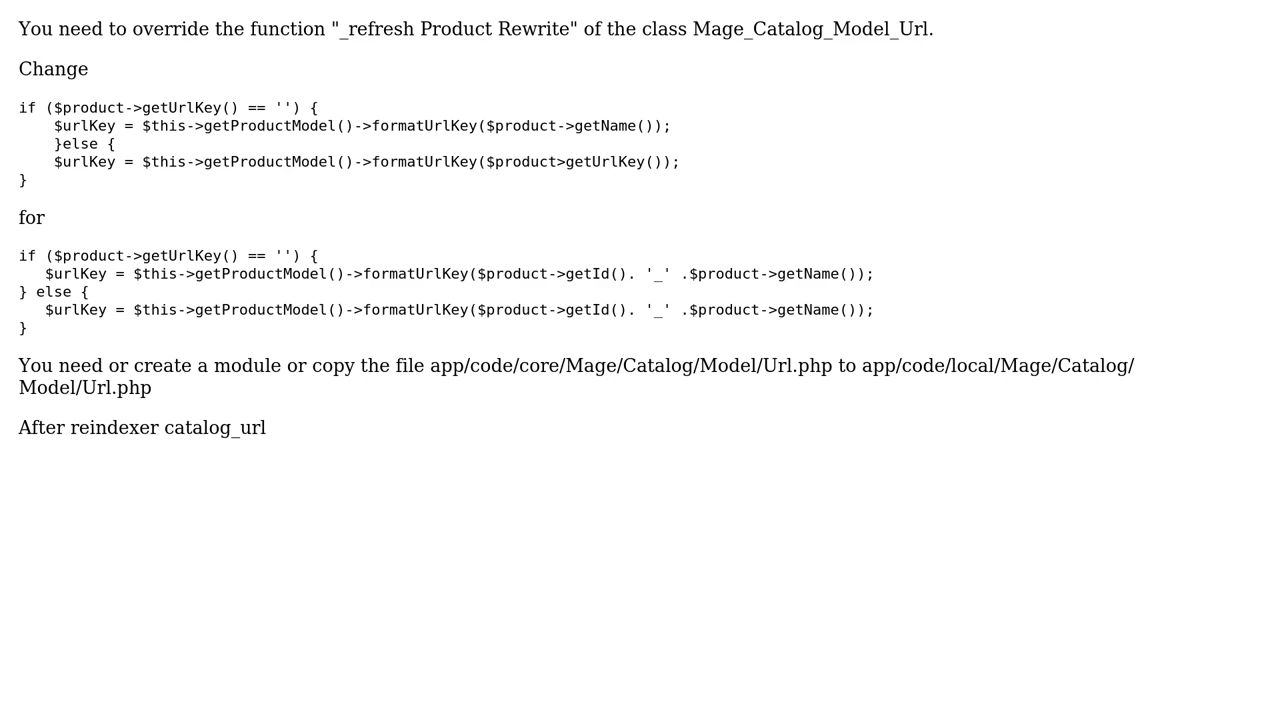 You need to override the function "_refresh Product Rewrite" of the class Mage_Catalog_Model_Url.
Change
if ($product->getUrlKey() == '') {
    $urlKey = $this->getProductModel()->formatUrlKey($product->getName());
    }else {
    $urlKey = $this->getProductModel()->formatUrlKey($product>getUrlKey());
}
for
if ($product->getUrlKey() == '') {
   $urlKey = $this->getProductModel()->formatUrlKey($product->getId(). '_' .$product->getName());
} else {
   $urlKey = $this->getProductModel()->formatUrlKey($product->getId(). '_' .$product->getName());
}
You need or create a module or copy the file app/code/core/Mage/Catalog/Model/Url.php to app/code/local/Mage/Catalog/
Model/Url.php
After reindexer catalog_url